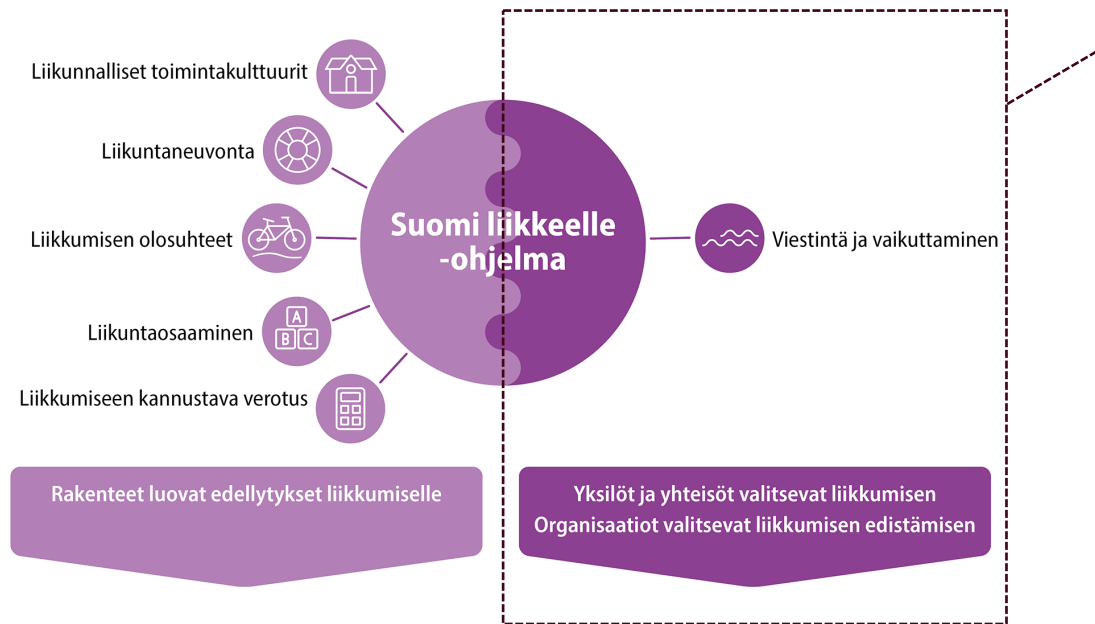 Liikunnalliset toimintakulttuurit
Liikuntaneuvonta
Liikkumisen olosuhteet
A
B C
Liikuntaosaaminen
Liikkumiseen kannustava verotus
Suomi liikkeelle
-ohjelma
Viestintä ja vaikuttaminen
Rakenteet luovat edellytykset liikkumiselle
Yksilöt ja yhteisöt valitsevat liikkumisen
Organisaatiot valitsevat liikkumisen edistämisen